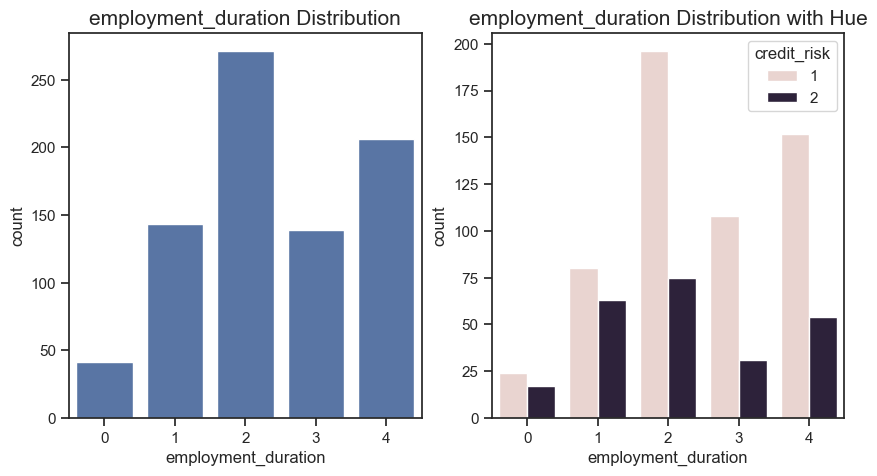 employment_duration Distribution
count
250
200
150
100
50
0
0 1 2 3 4
employment_duration
employment_duration Distribution with Hue
count
200
175
150
125
100
75
50
25
0
0 1 2 3 4
employment_duration
credit_risk
1
2